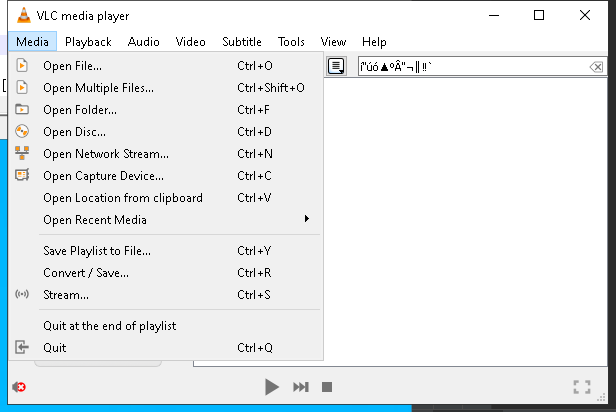 VLC media player
Media Playback Audio Video Subtitle Tools View Help
Open File... Ctrl+O
Open Multiple Files... Ctrl+Shift+O
Open Folder... Ctrl+F
Open Disc... Ctrl+D
Open Network Stream... Ctrl+N
Open Capture Device... Ctrl+C
Open Location from clipboard Ctrl+V
Open Recent Media
Save Playlist to File... Ctrl+Y
Convert / Save... Ctrl+R
Stream... Ctrl+S
Quit at the end of playlist
Quit Ctrl+Q